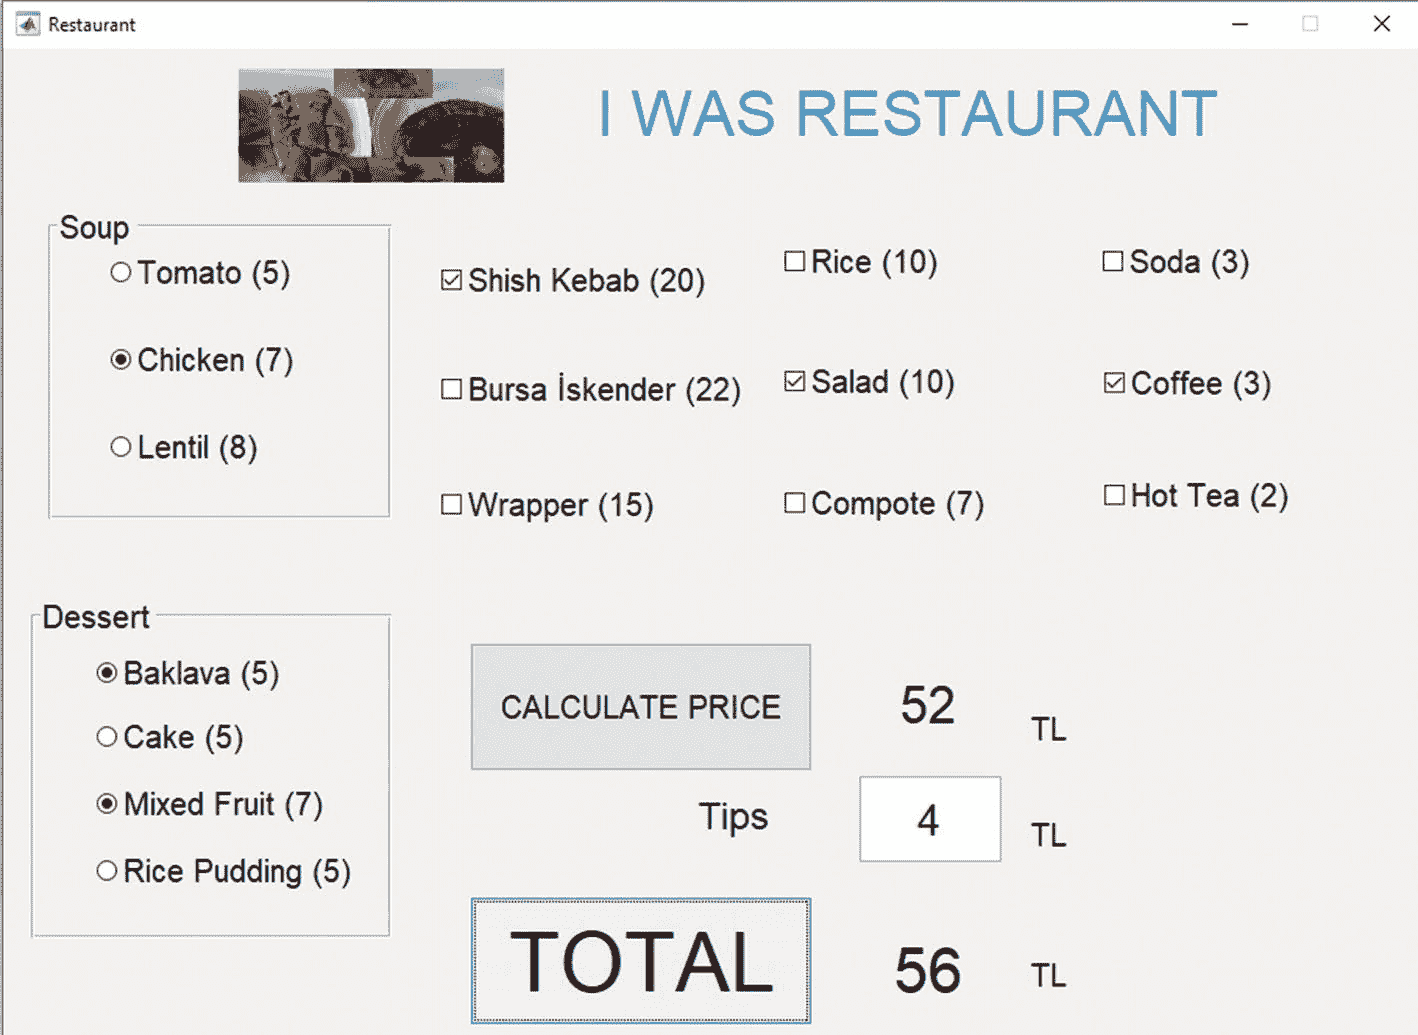 Restaurant
I WAS RESTAURANT
Soup
Tomato (5)
Chicken (7)
Lentil (8)
Shish Kebab (20)
Bursa İskender (22)
Wrapper (15)
Rice (10)
Salad (10)
Compote (7)
Soda (3)
Coffee (3)
Hot Tea (2)
Dessert
Baklava (5)
Cake (5)
Mixed Fruit (7)
Rice Pudding (5)
CALCULATE PRICE
52
TL
Tips
4
TL
TOTAL
56
TL